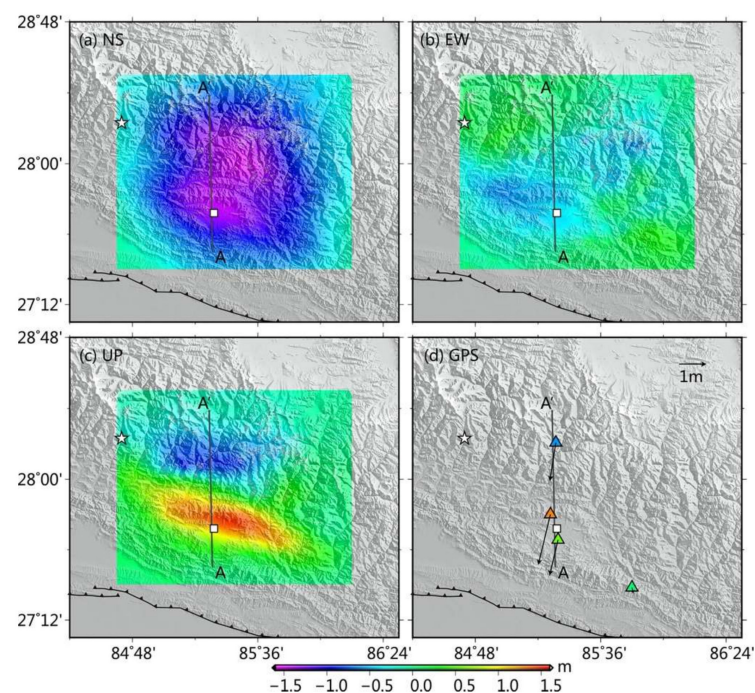 28˚48'
(a) NS
(b) EW
A'
28˚00'
A
A
27˚12'
28˚48'
(c) UP
(d) GPS
1m
A'
A'
28˚00'
A
A
27˚12'
84˚48'
85˚36'
86˚24'
84˚48'
85˚36'
86˚24'
m
−1.5 −1.0 −0.5 0.0 0.5 1.0 1.5